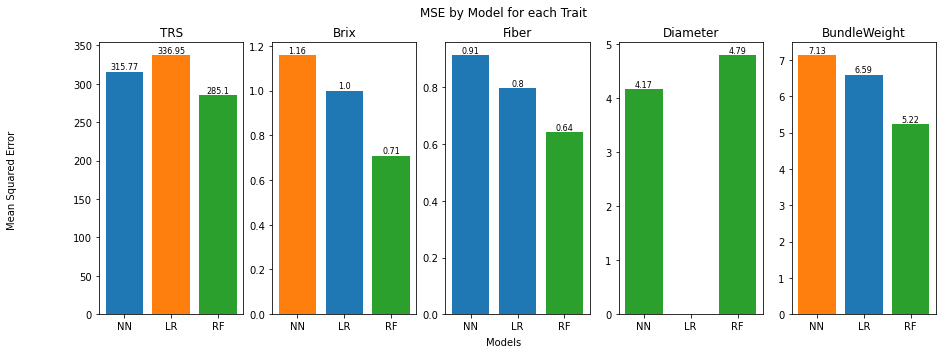 MSE by Model for each Trait
TRS
Brix
Fiber
Diameter
BundleWeight
Mean Squared Error
350
300
250
200
150
100
50
0
315.77
336.95
285.1
NN
LR
RF
1.2
1.0
0.8
0.6
0.4
0.2
0.0
1.16
1.0
0.71
NN
LR
RF
0.8
0.6
0.4
0.2
0.0
0.91
0.8
0.64
NN
LR
RF
5
4
3
2
1
0
4.17
4.79
NN
LR
RF
7
6
5
4
3
2
1
0
7.13
6.59
5.22
NN
LR
RF
Models